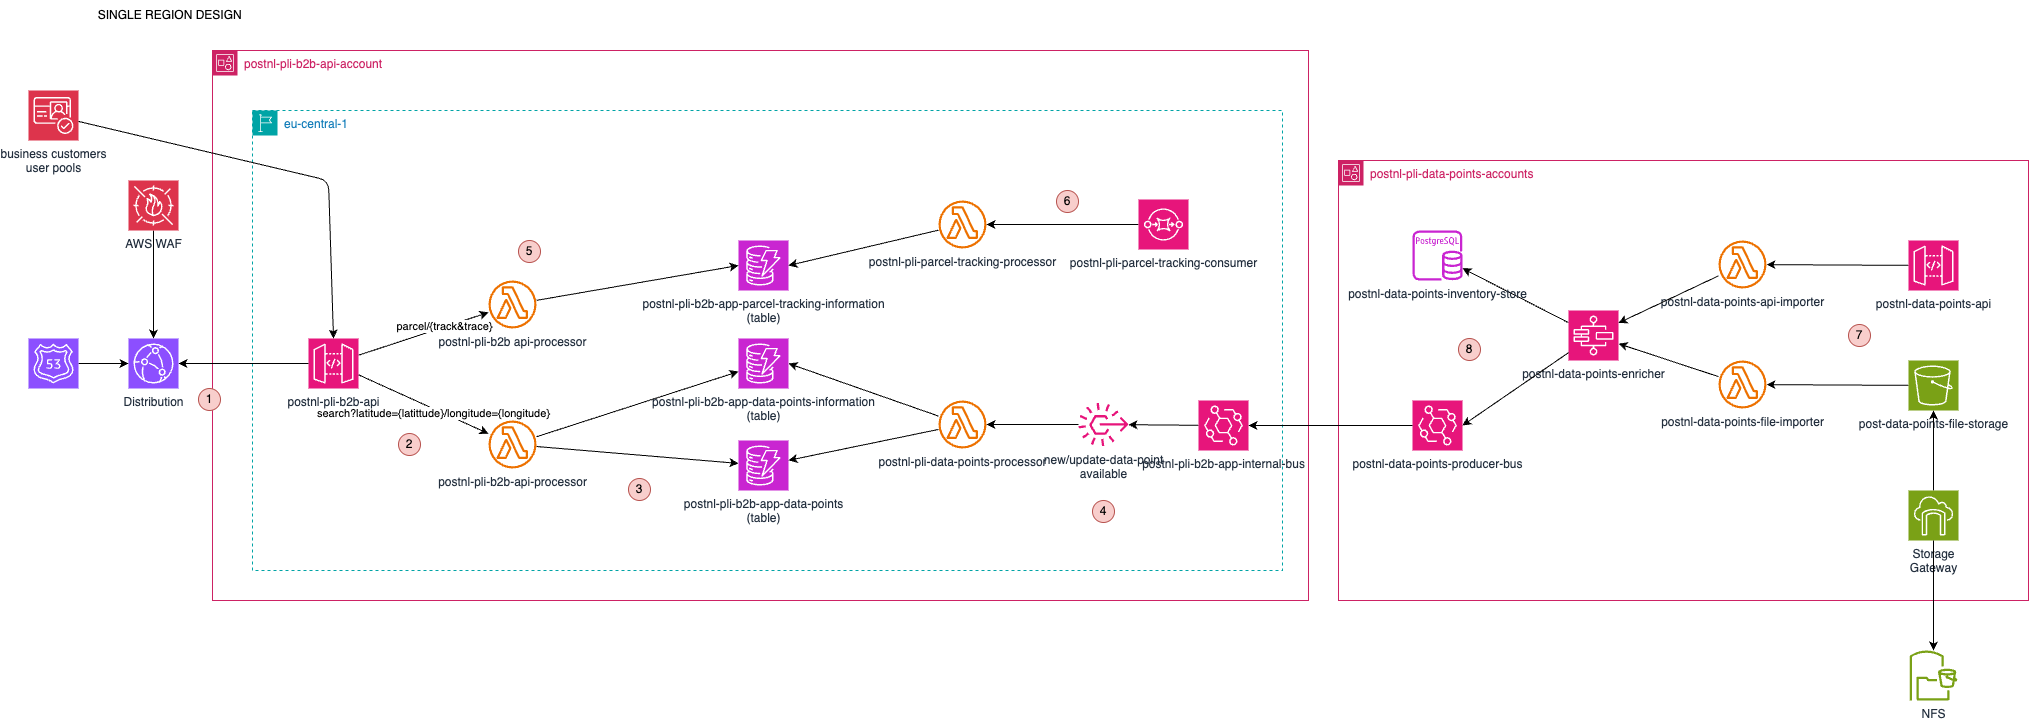 SINGLE REGION DESIGN
postnl-pli-b2b-api-account
eu-central-1
business customers
user pools
AWS WAF
53
Distribution
1
postnl-pli-b2b-api
parcel/{track&trace}
search?latitude={latittude}/longitude={longitude}
2
5
postnl-pli-b2b api-processor
postnl-pli-b2b-api-processor
3
postnl-pli-b2b-app-parcel-tracking-information
(table)
postnl-pli-b2b-app-data-points-information
(table)
postnl-pli-b2b-app-data-points
(table)
6
postnl-pli-parcel-tracking-processor
postnl-pli-parcel-tracking-consumer
postnl-pli-data-points-processor
new/update-data-point
available
4
postnl-pli-b2b-app-internal-bus
postnl-pli-data-points-accounts
PostgreSQL
postnl-data-points-inventory-store
8
postnl-data-points-enricher
postnl-data-points-producer-bus
postnl-data-points-api-importer
postnl-data-points-api
7
postnl-data-points-file-importer
post-data-points-file-storage
Storage
Gateway
NFS